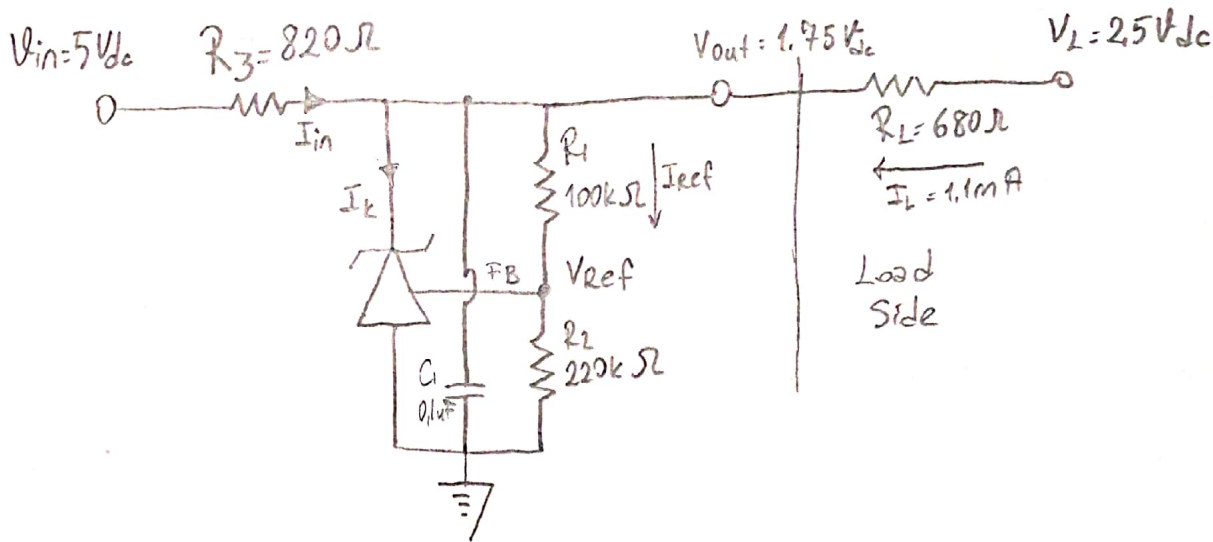 Vin=5Vdc
R3=820Ω
Iin
Vout=1.75Vdc
VL=2,5Vdc
RL=680Ω
IL=1,1mA
Ik
R1
100kΩ
Iref
FB
VRef
R2
220kΩ
C1
0,1uF
Load
Side